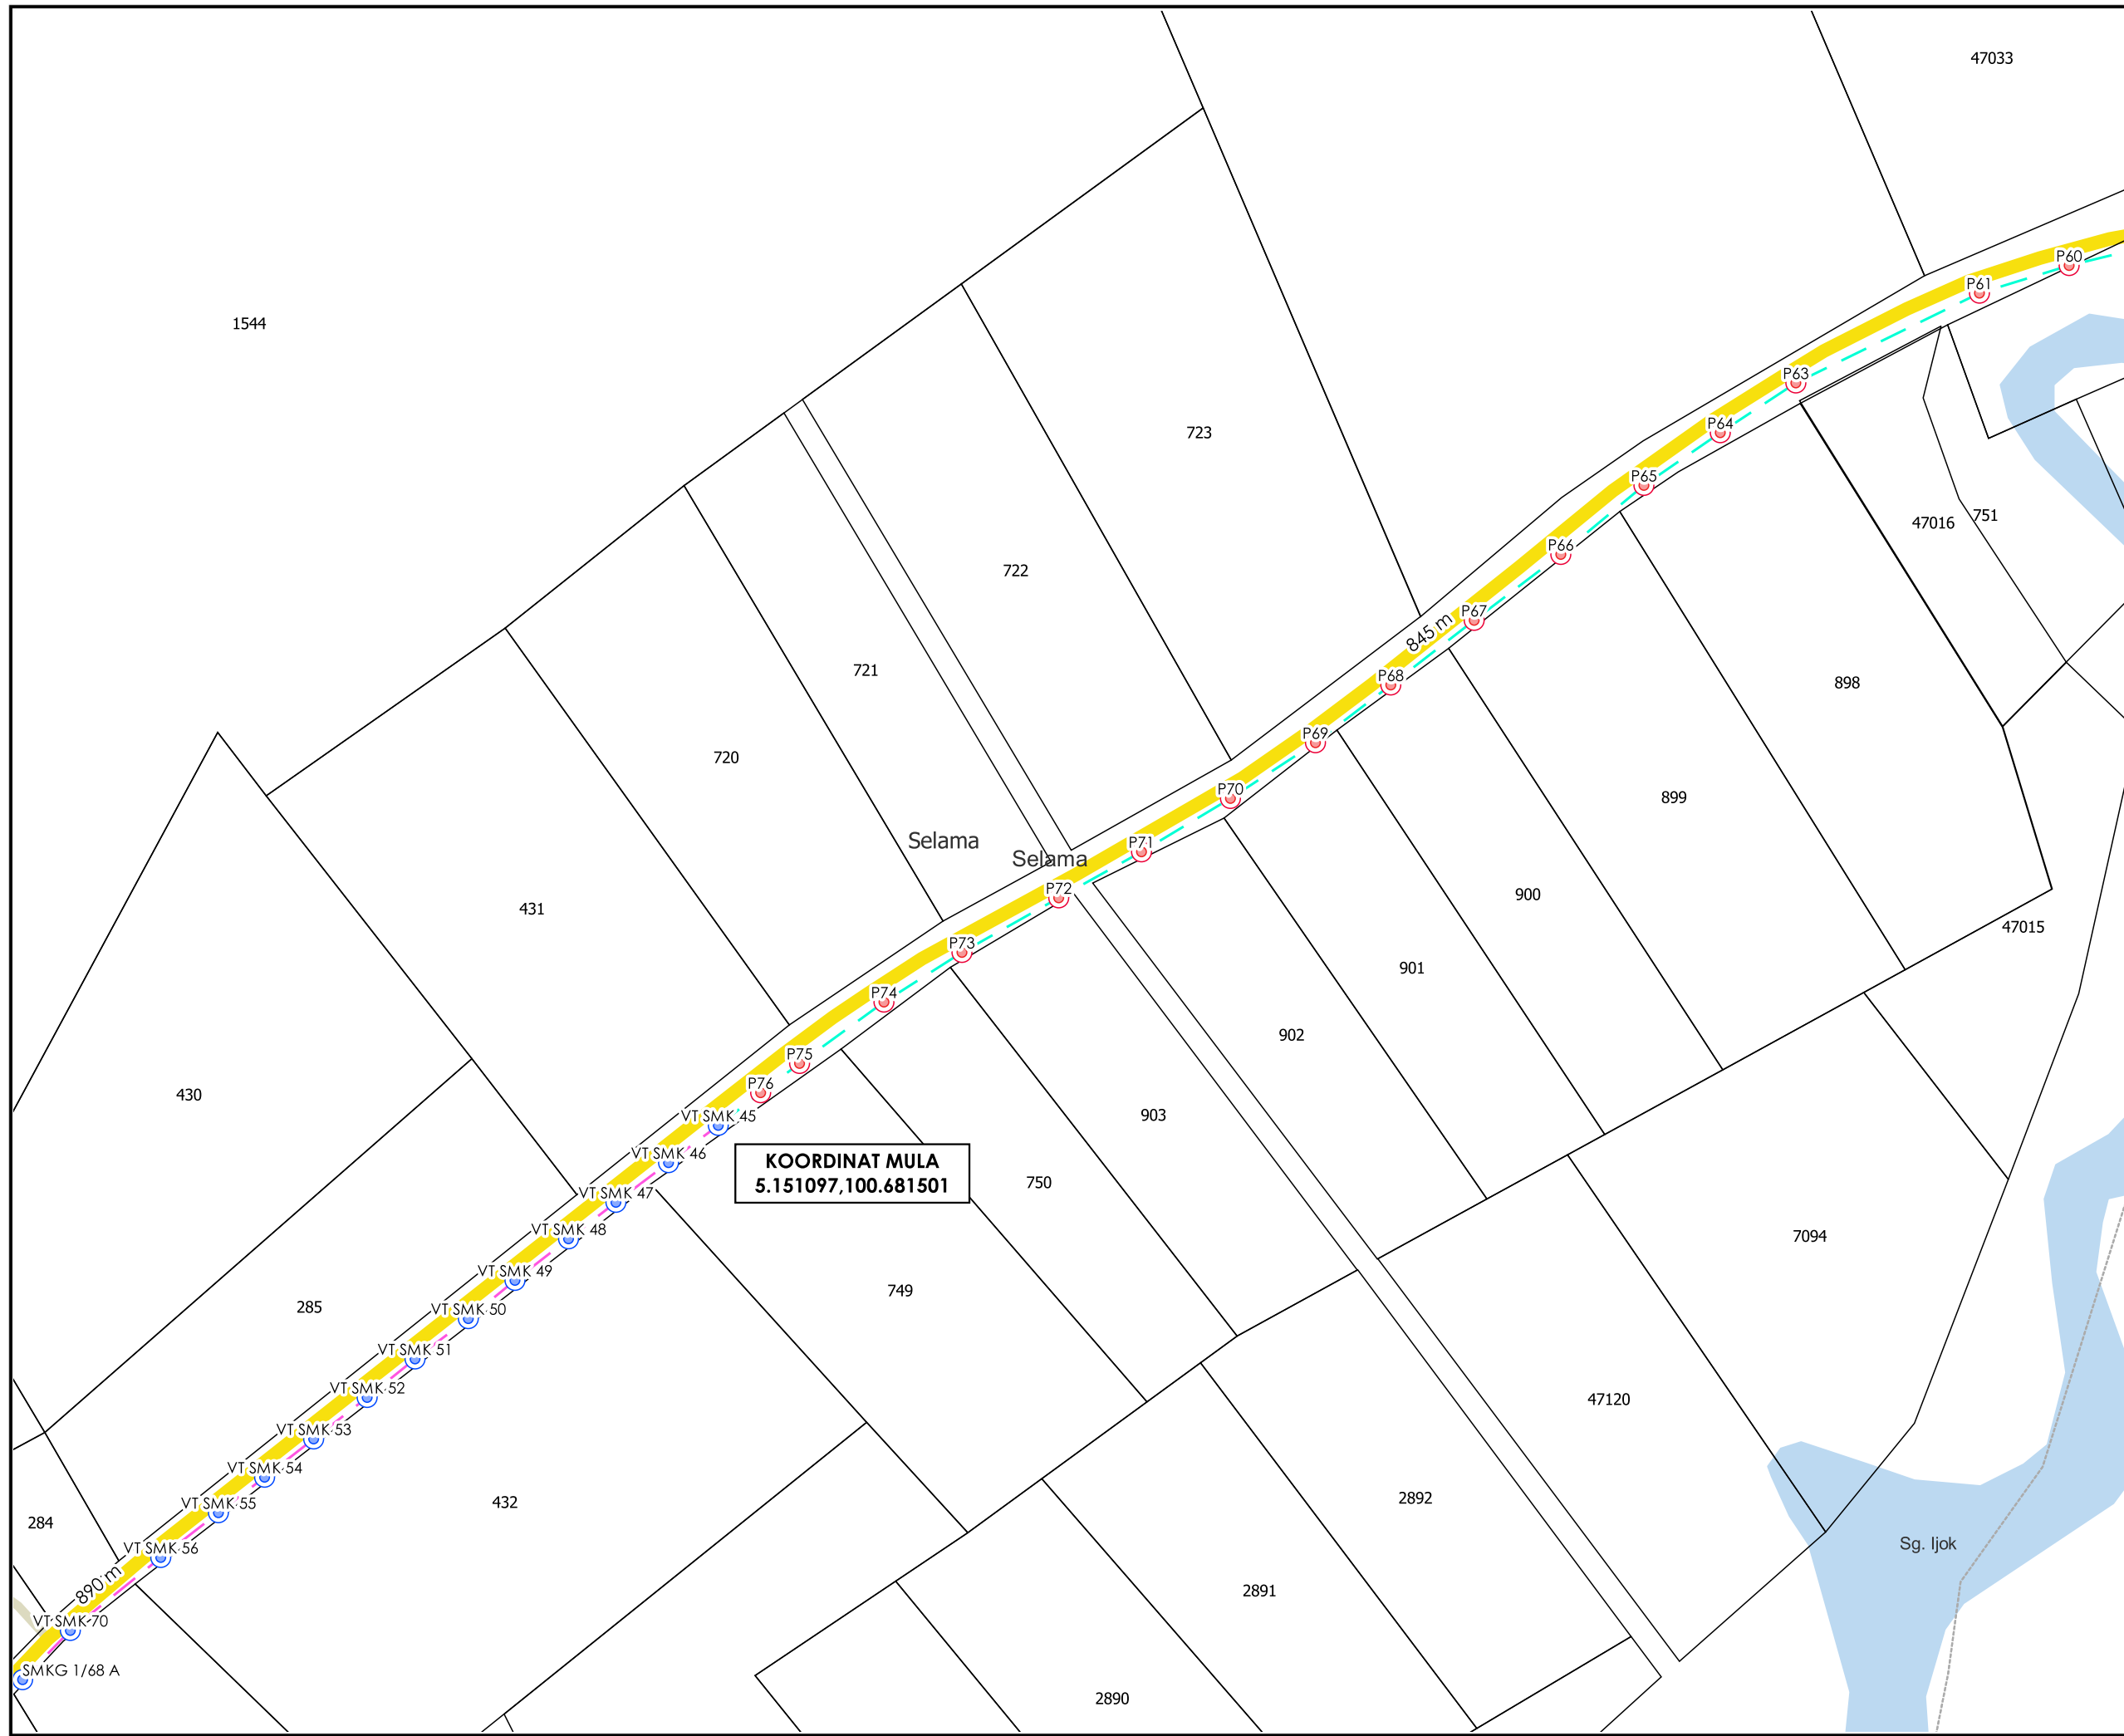 47033
P60
P61
1544
P63
P64
723
P65
47016
751
P66
722
P67
845 m
721
P68
898
P69
720
P70
899
Selama
P71
Selama
P72
900
431
47015
P73
901
P74
902
P75
P76
430
903
VT SMK 45
VT SMK 46
KOORDINAT MULA
5.151097,100.681501
750
VT SMK 47
VT SMK 48
7094
VT SMK 49
749
285
VT SMK 50
VT SMK 51
VT SMK 52
47120
VT SMK 53
VT SMK 54
2892
VT SMK 55
432
284
Sg. Ijok
VT SMK 56
890 m
2891
VT SMK 70
SMKG 1/68 A
2890